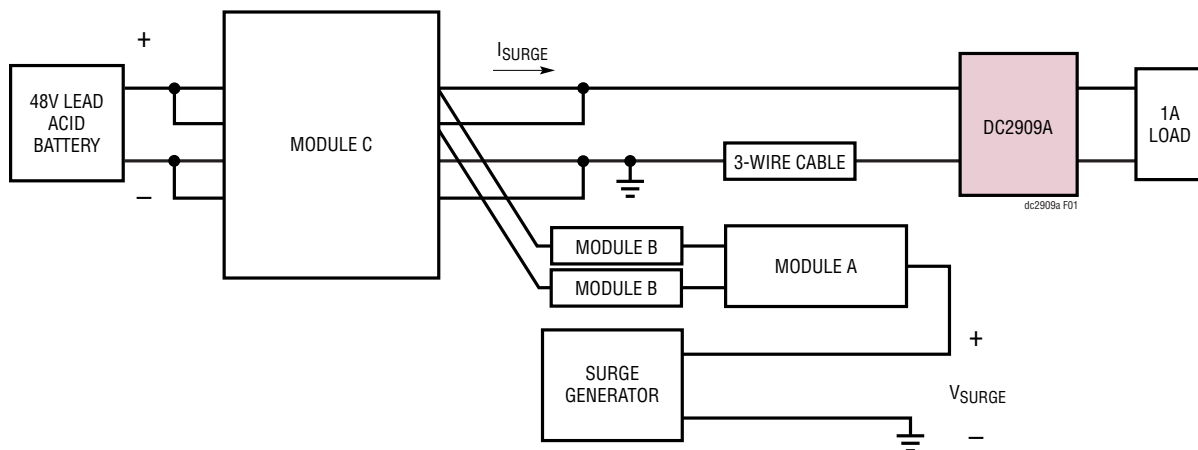 +
48V LEAD
ACID
BATTERY
−
MODULE C
ISURGE
3-WIRE CABLE
DC2909A
1A
LOAD
dc2909a F01
MODULE B
MODULE B
MODULE A
SURGE
GENERATOR
+
VSURGE
−